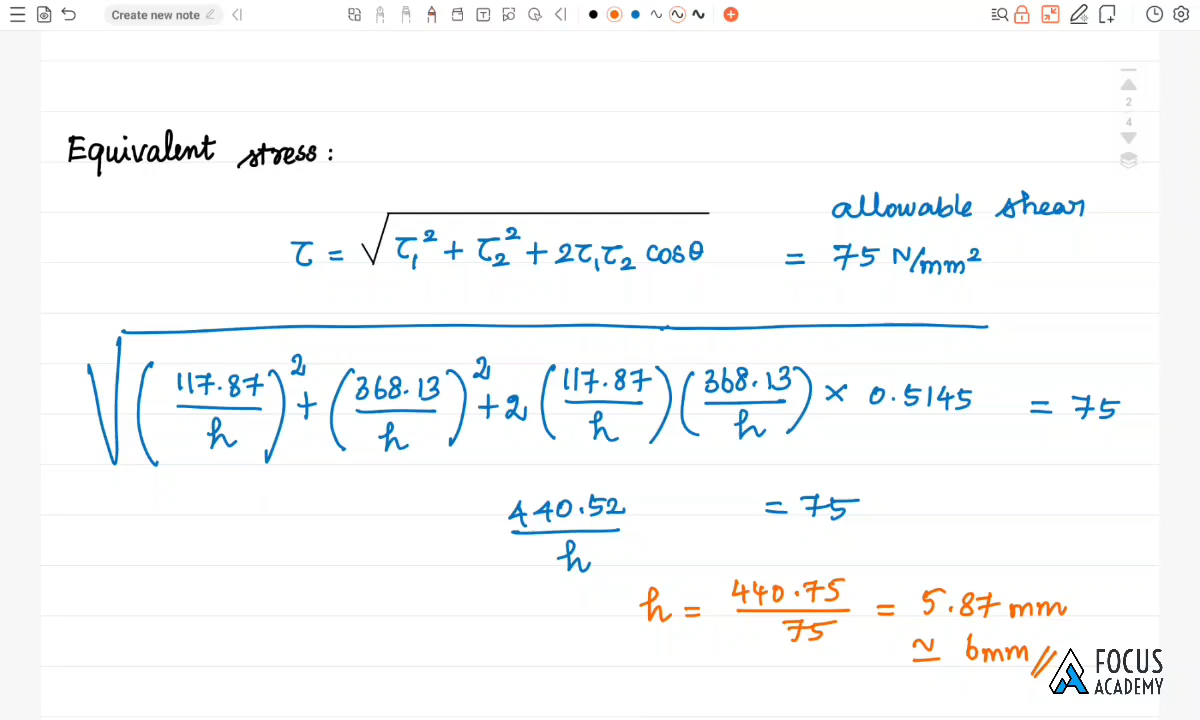 Create new note
2
4
Equivalent stress:
allowable shear
τ = √(τ₁² + τ₂² + 2τ₁τ₂ cosθ) = 75 N/mm²
√((117.87/h)² + (368.13/h)² + 2(117.87/h)(368.13/h) × 0.5145) = 75
440.52/h = 75
h = 440.75/75 = 5.87 mm
≃ 6mm //
FOCUS
ACADEMY